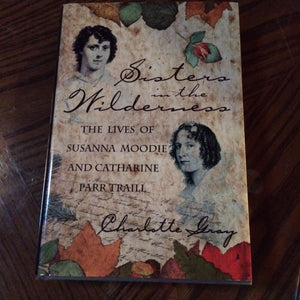 Sisters
in the
Wilderness
THE LIVES OF
SUSANNA MOODIE
AND CATHARINE
PARR TRAILL
Charlotte Gray